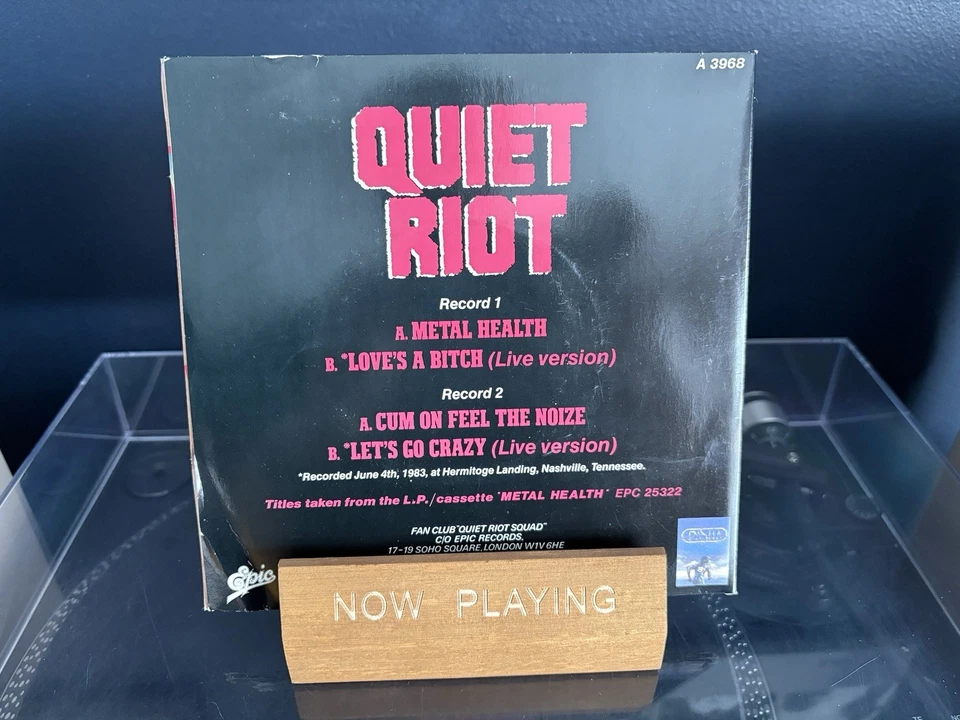 A 3968
QUIET
RIOT
Record 1
A. METAL HEALTH
B. *LOVE'S A BITCH (Live version)
Record 2
A. CUM ON FEEL THE NOIZE
B. *LET'S GO CRAZY (Live version)
*Recorded June 4th, 1983, at Hermitoge Landing, Nashville, Tennessee.
Titles taken from the L.P./cassette "METAL HEALTH" EPC 25322
FAN CLUB "QUIET RIOT SQUAD"
C/O EPIC RECORDS,
17-19 SOHO SQUARE, LONDON W1V 6HE
Epic
NOW PLAYING